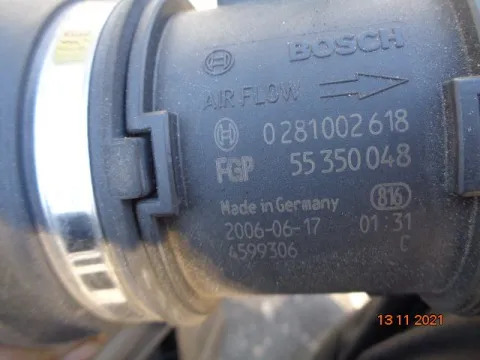 BOSCH
AIR FLOW
0 281 002 618
FGP 55 350 048
Made in Germany 816
2006-06-17 01:31
4599306 C
13 11 2021